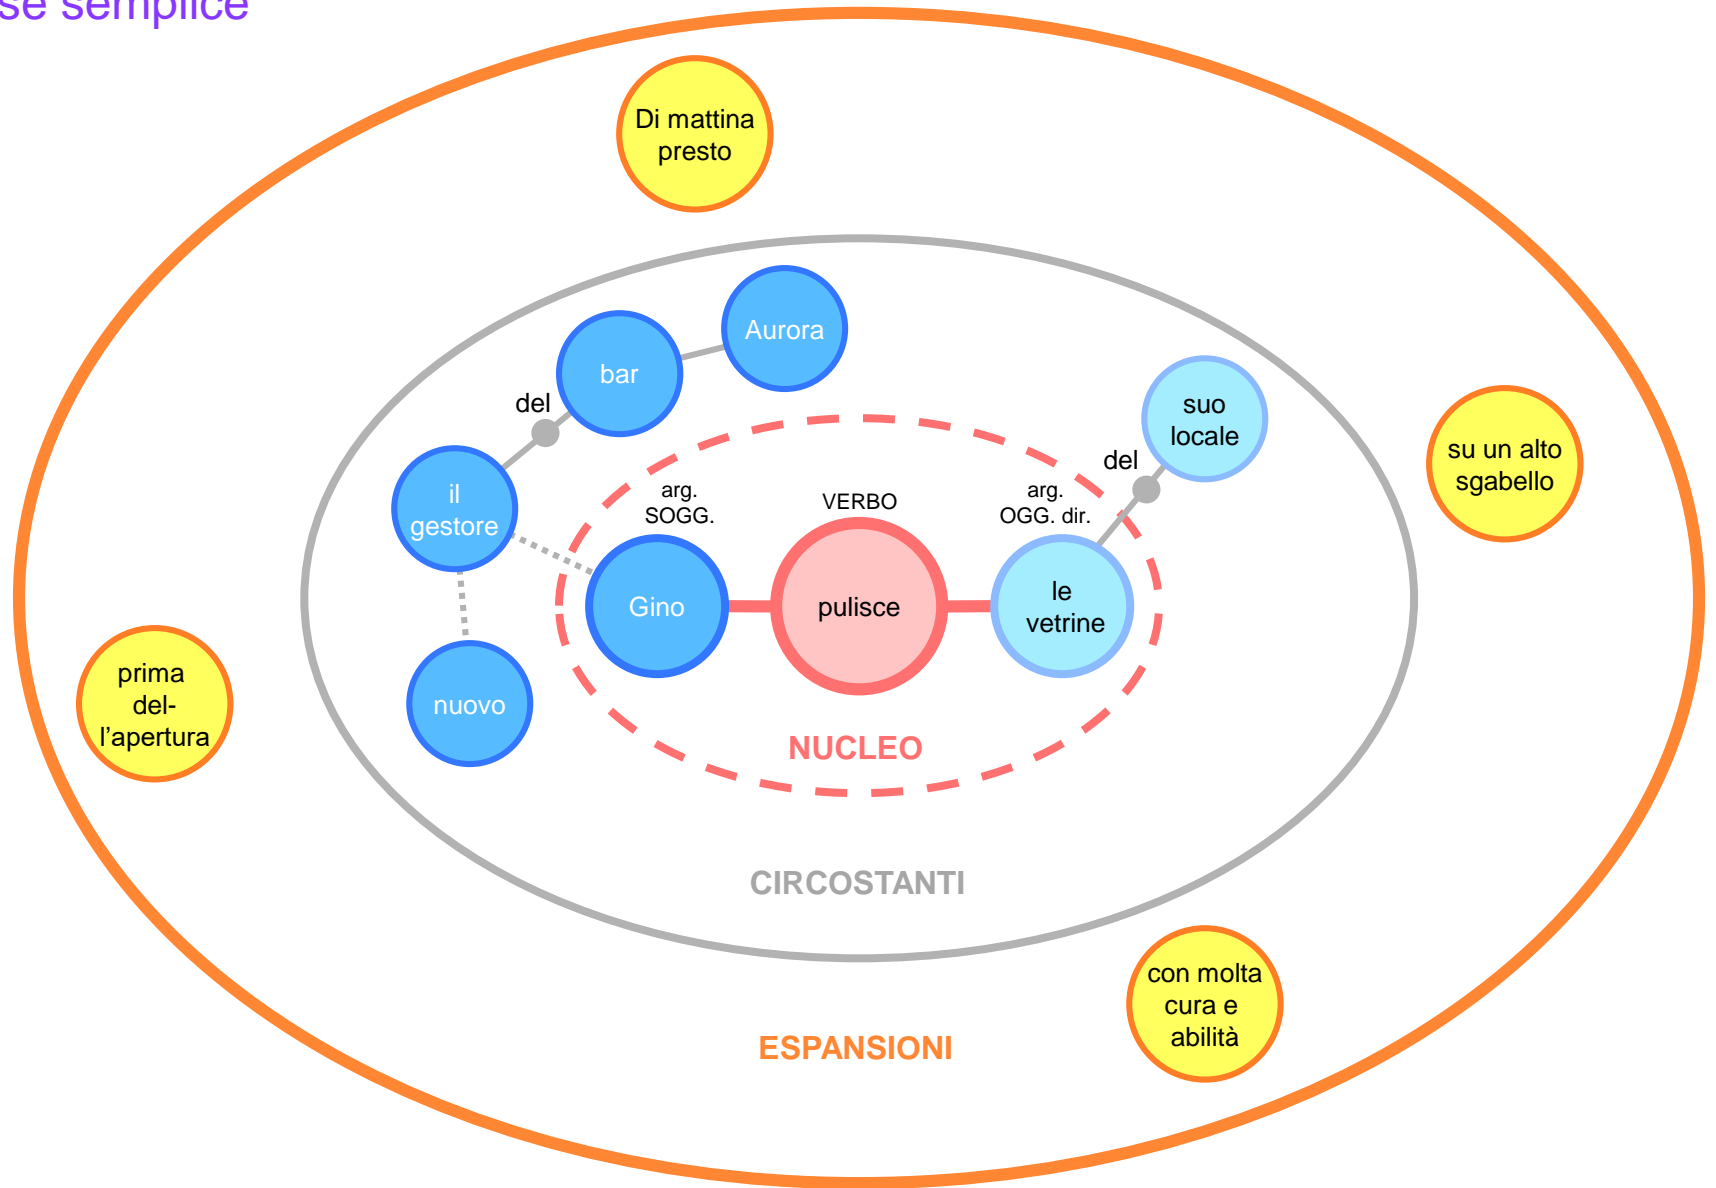 se semplice
Di mattina
presto
Aurora
bar
del
suo
locale
su un alto
sgabello
del
il
gestore
arg.
SOGG.
VERBO
arg.
OGG. dir.
Gino
pulisce
le
vetrine
prima
del-
l’apertura
nuovo
NUCLEO
CIRCOSTANTI
con molta
cura e
abilità
ESPANSIONI